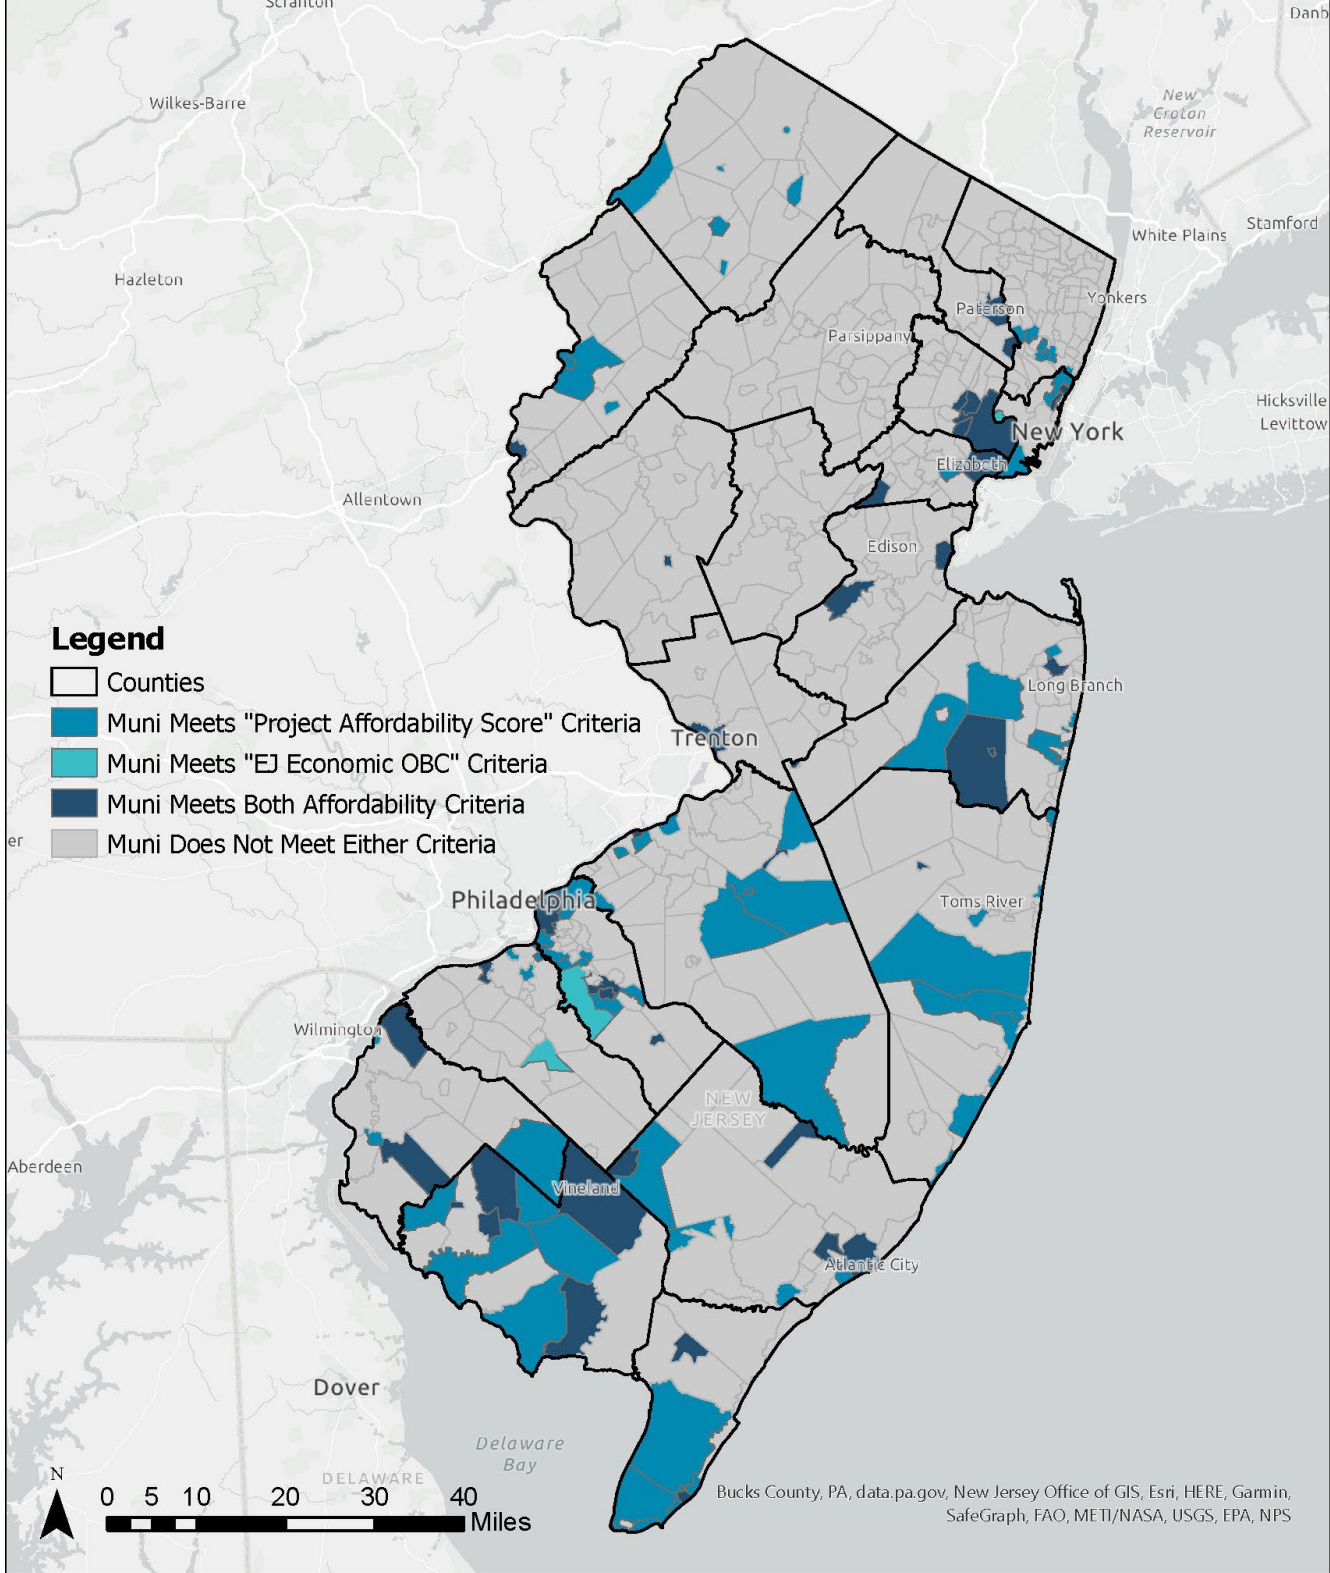 Scranton
Danb
Wilkes-Barre
New
Croton
Reservoir
White Plains
Stamford
Hazleton
Yonkers
Paterson
Parsippany
Hicksville
Levittow
New York
Elizabeth
Allentown
Edison
Legend
Counties
Muni Meets "Project Affordability Score" Criteria
Muni Meets "EJ Economic OBC" Criteria
Muni Meets Both Affordability Criteria
Muni Does Not Meet Either Criteria
Long Branch
Trenton
er
Philadelphia
Toms River
Wilmington
NEW
JERSEY
Aberdeen
Vineland
Atlantic City
Dover
Delaware
Bay
DELAWARE
N
0 5 10 20 30 40
Miles
Bucks County, PA, data.pa.gov, New Jersey Office of GIS, Esri, HERE, Garmin,
SafeGraph, FAO, METI/NASA, USGS, EPA, NPS